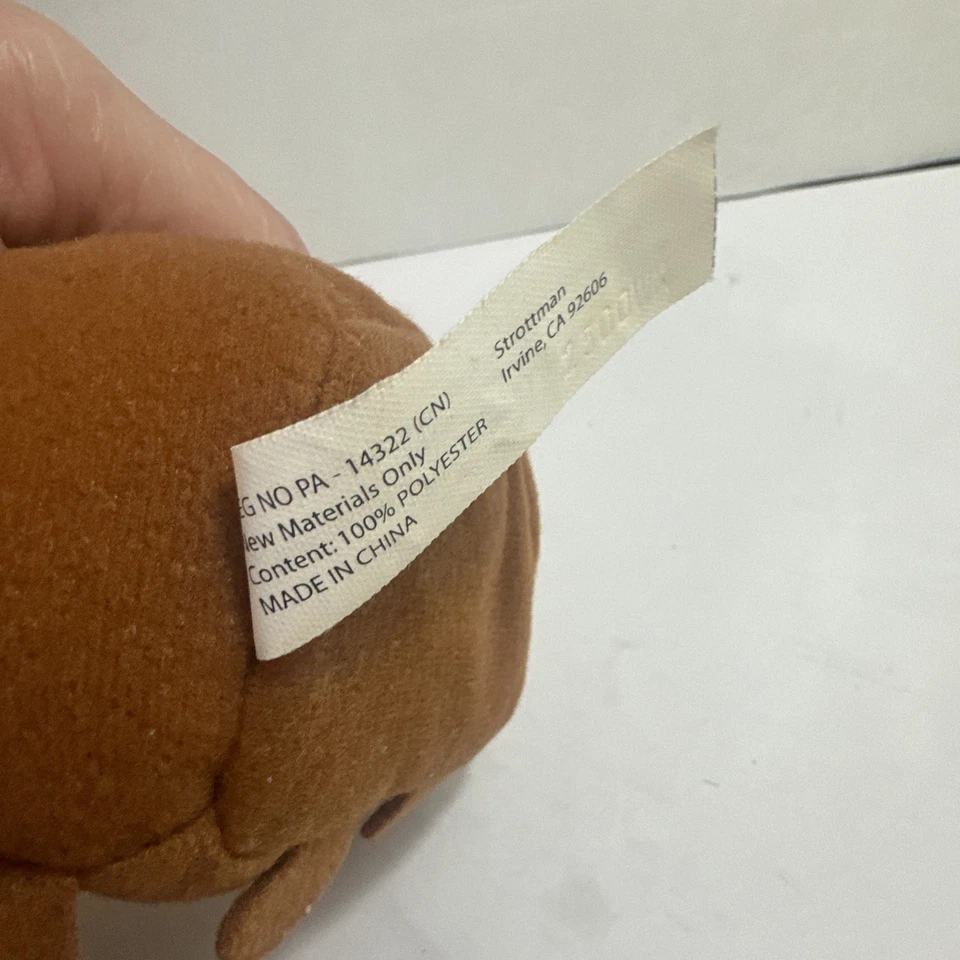 EG NO PA - 14322 (CN)
New Materials Only
Content: 100% POLYESTER
MADE IN CHINA
Strottman
Irvine, CA 92606